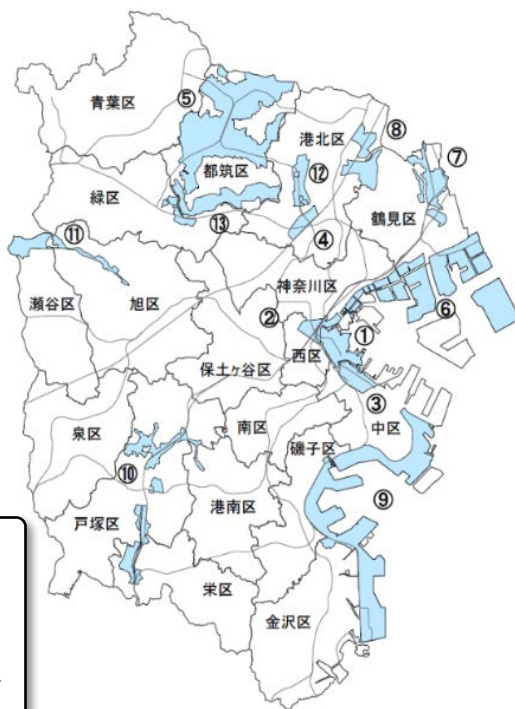 青葉区
⑤
港北区
⑧
⑦
都筑区
⑫
緑区
鶴見区
⑬
④
⑪
神奈川区
瀬谷区
旭区
②
①
⑥
西区
保土ヶ谷区
③
中区
泉区
南区
磯子区
⑩
⑨
港南区
戸塚区
栄区
金沢区